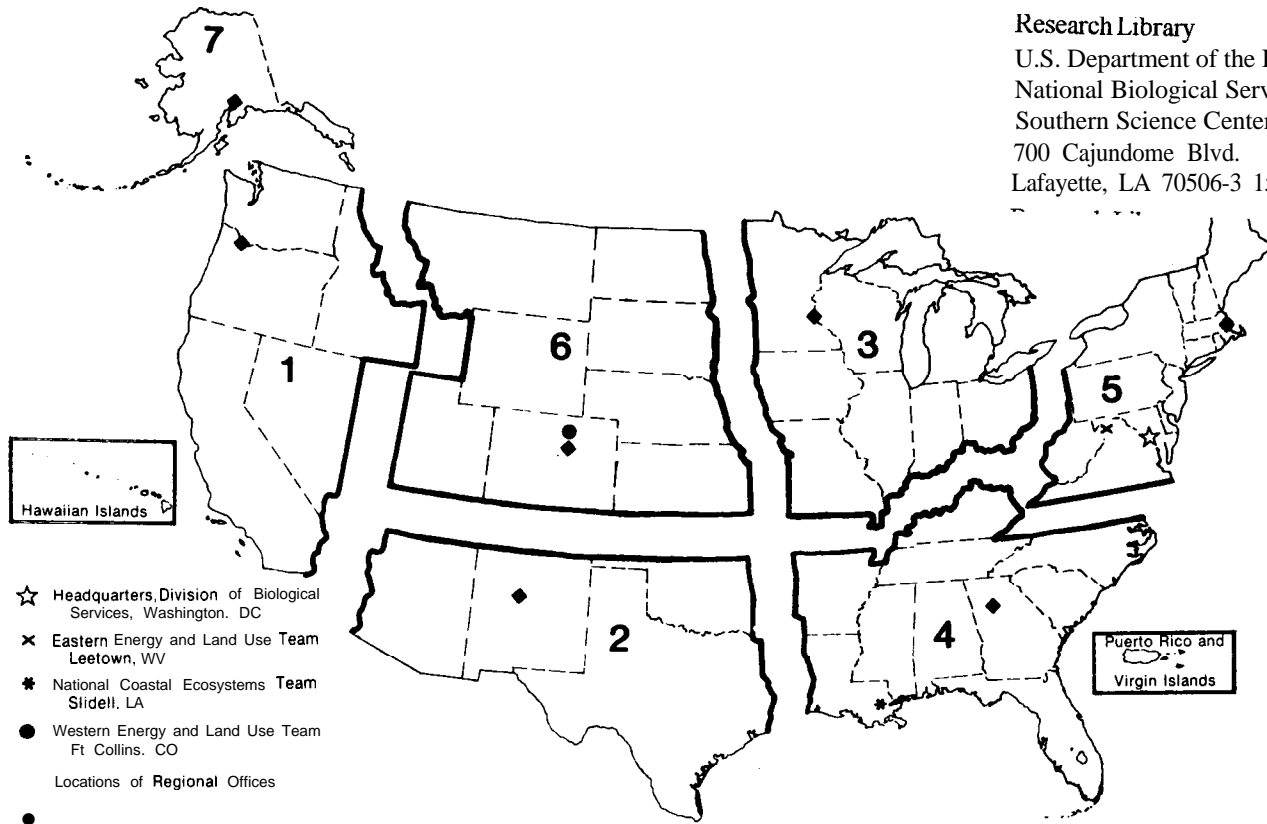 Research Library
U.S. Department of the
National Biological
Southern Science Center
700 Cajundome Blvd.
Lafayette, LA 70506-3
7
1
6
3
5
Hawaiian Islands
2
4
Puerto Rico and
Virgin Islands
Headquarters, Division of Biological
Services, Washington. DC
Eastern Energy and Land Use Team
Leetown, WV
National Coastal Ecosystems Team
Slidell. LA
Western Energy and Land Use Team
Ft Collins. CO
Locations of Regional Offices